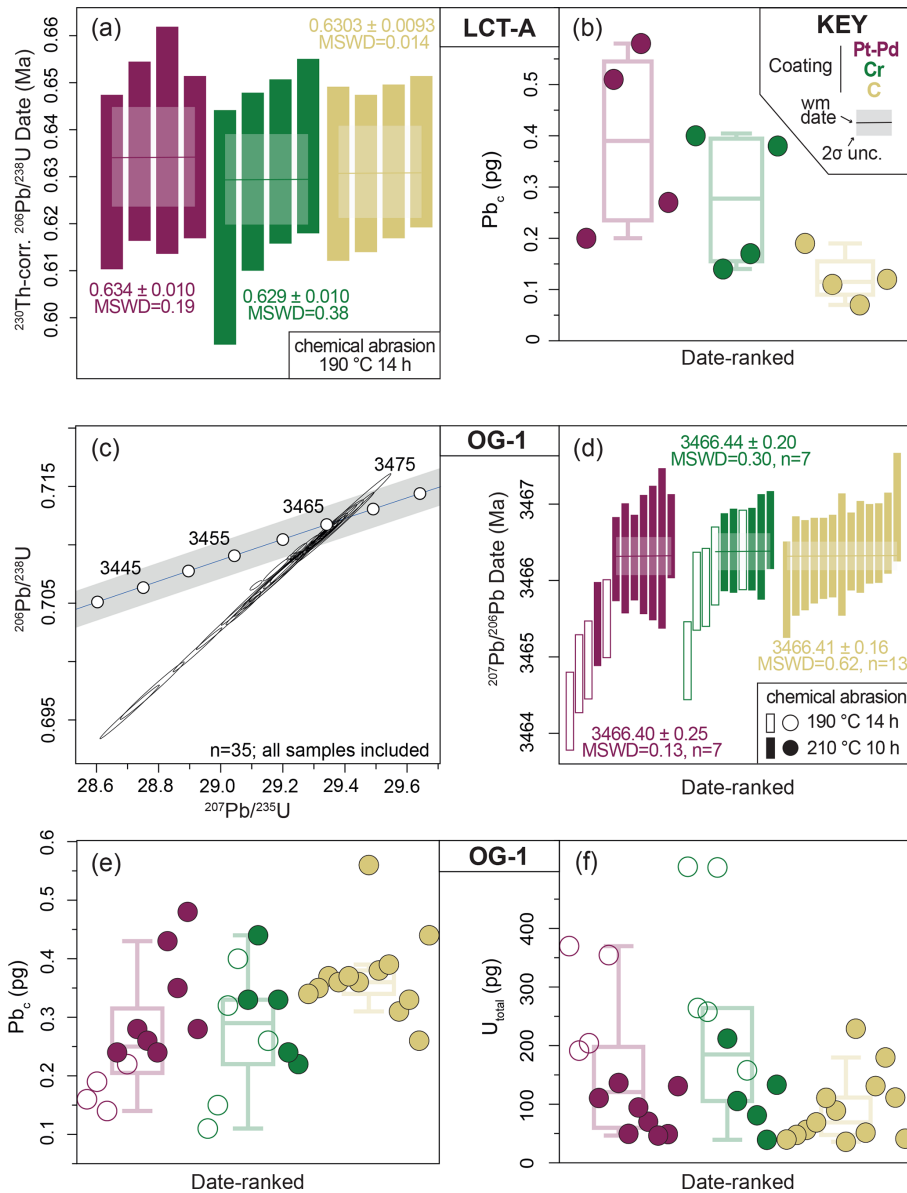 (a)
0.6303 ± 0.0093
MSWD=0.014
LCT-A
(b)
KEY
Pt-Pd
Coating
Cr
C
wm
date
2σ unc.
²³⁰Th-corr. ²⁰⁶Pb/²³⁸U Date (Ma)
0.66
0.65
0.64
0.63
0.62
0.61
0.60
0.634 ± 0.010
MSWD=0.19
0.629 ± 0.010
MSWD=0.38
chemical abrasion
190 °C 14 h
Pb_c (pg)
0.5
0.4
0.3
0.2
0.1
0
Date-ranked
(c)
OG-1
(d)
3466.44 ± 0.20
MSWD=0.30, n=7
²⁰⁶Pb/²³⁸U
0.715
0.705
0.695
3445
3455
3465
3475
n=35; all samples included
28.6
28.8
29.0
29.2
29.4
29.6
²⁰⁷Pb/²³⁵U
²⁰⁷Pb/²⁰⁶Pb Date (Ma)
3467
3466
3465
3464
3466.41 ± 0.16
MSWD=0.62, n=13
3466.40 ± 0.25
MSWD=0.13, n=7
chemical abrasion
190 °C 14 h
210 °C 10 h
Date-ranked
(e)
OG-1
(f)
Pb_c (pg)
0.6
0.5
0.4
0.3
0.2
0.1
Date-ranked
U_total (pg)
400
300
200
100
0
Date-ranked